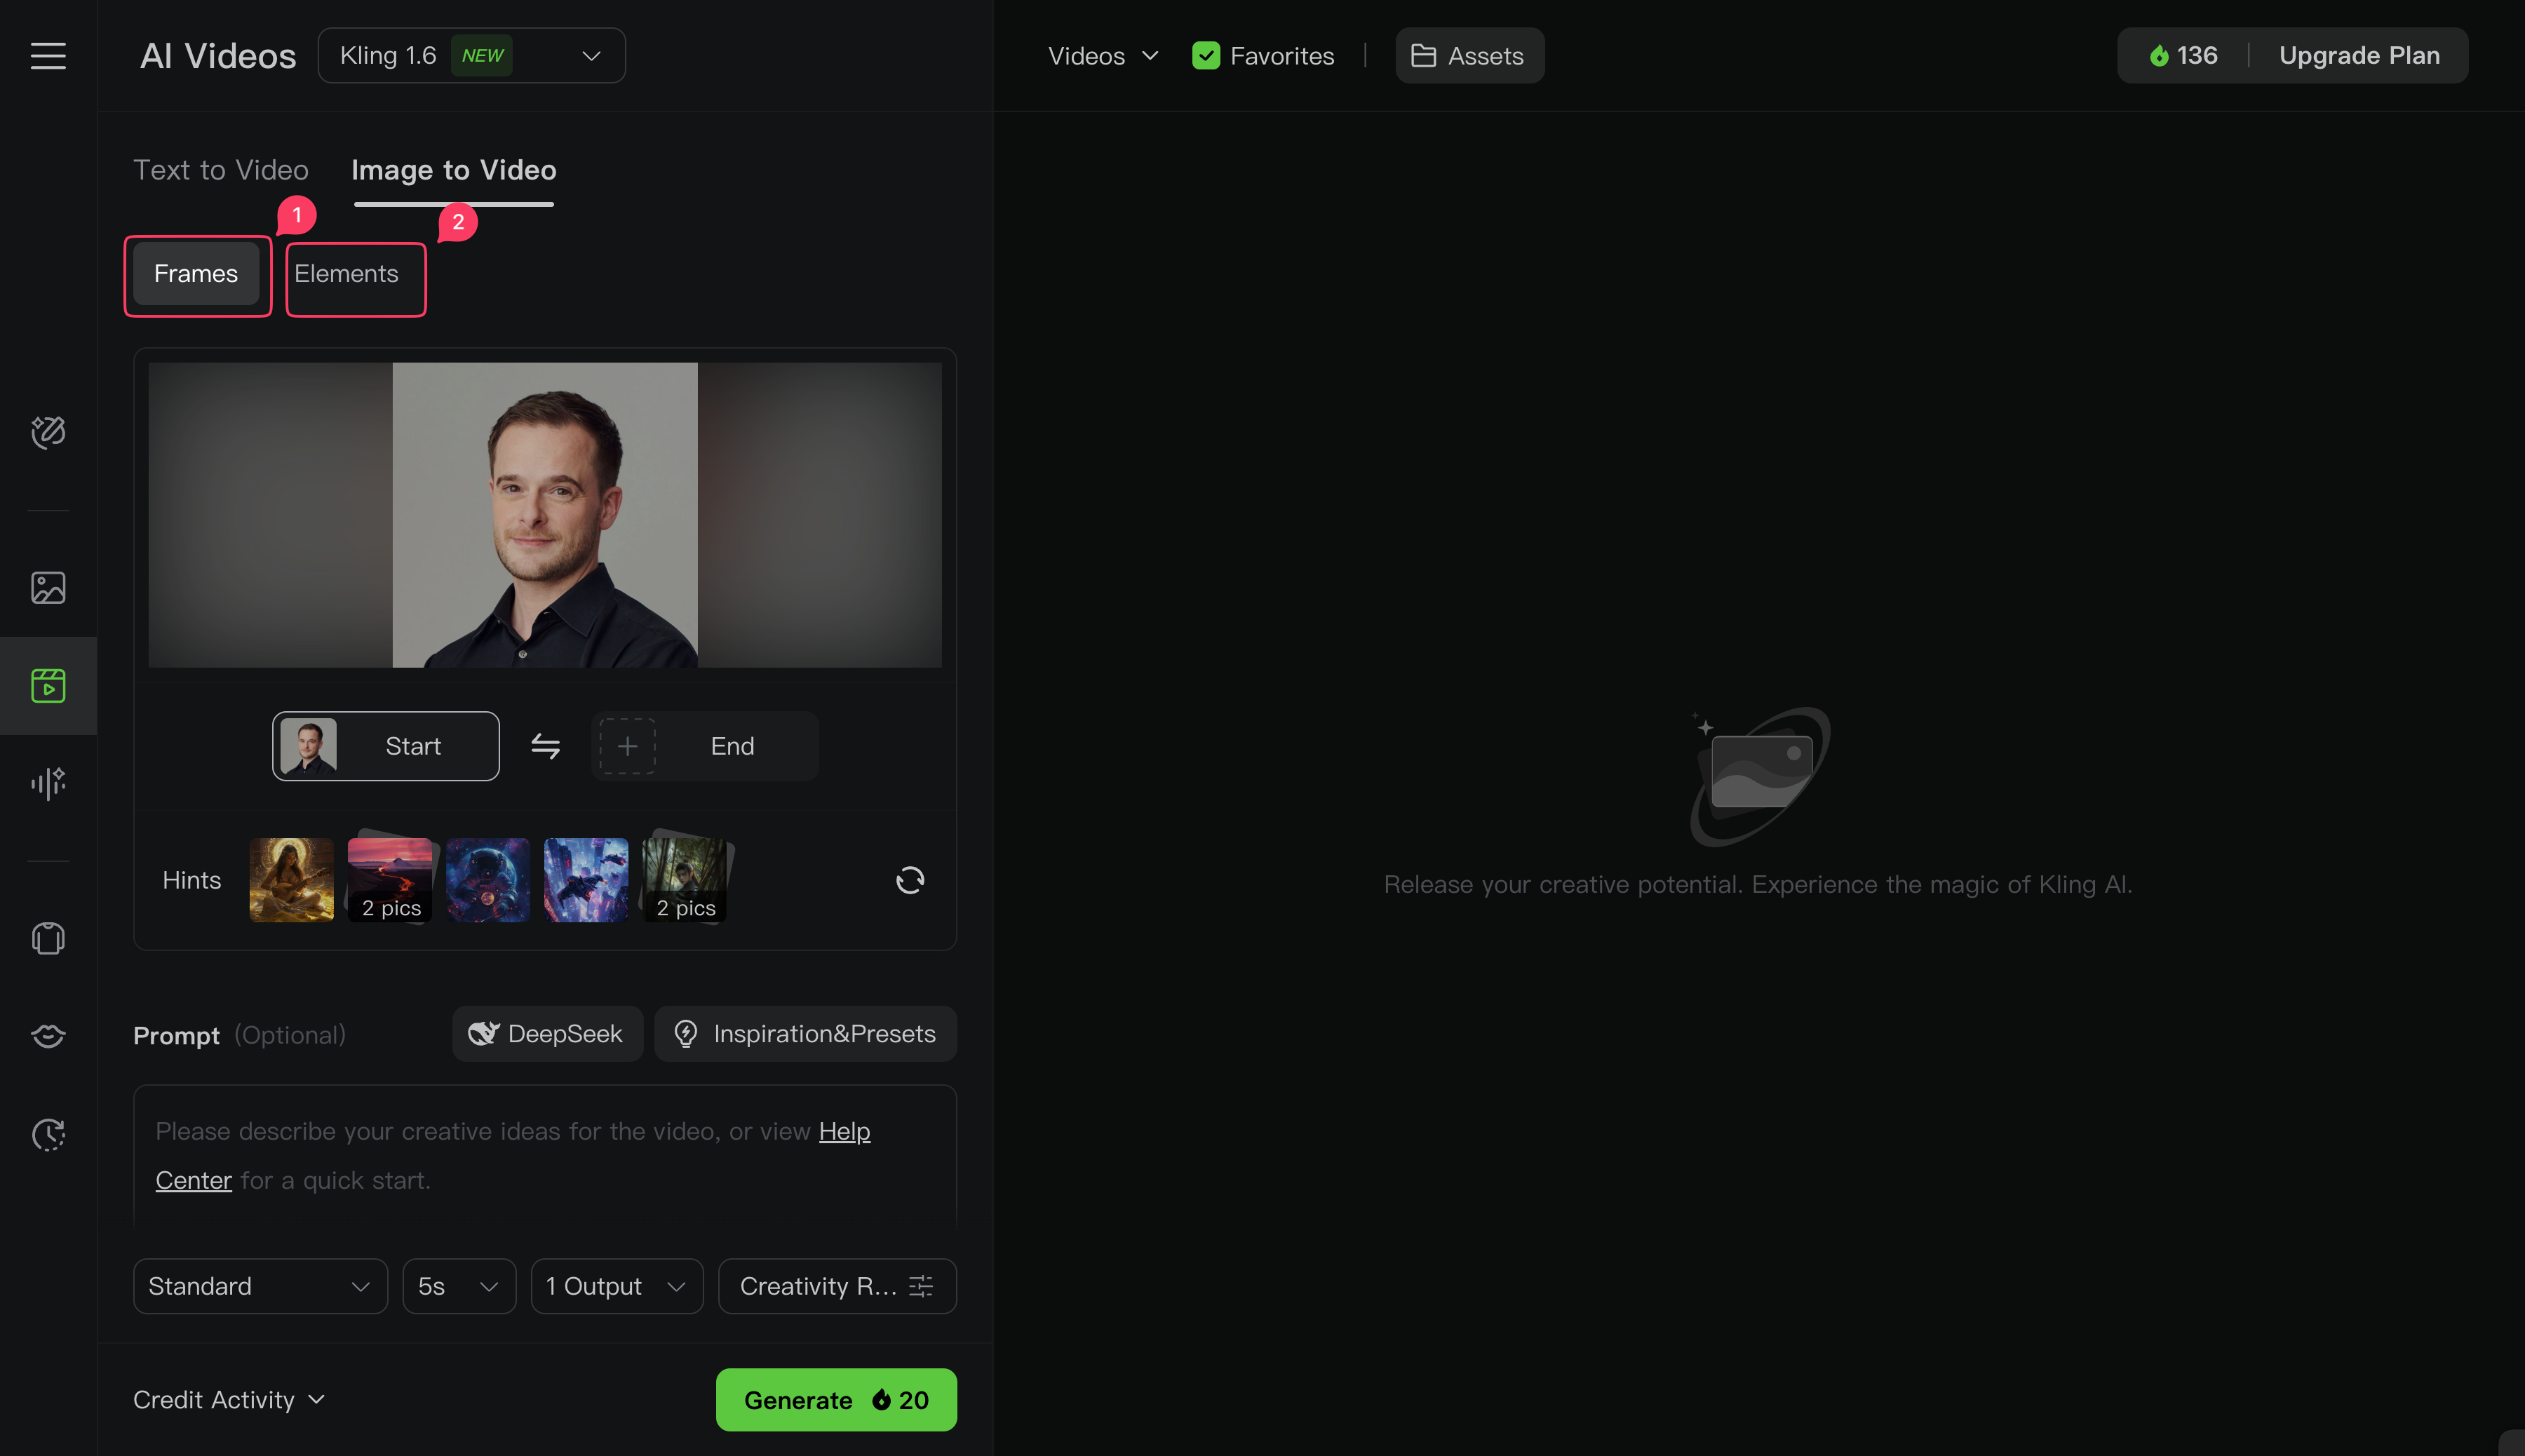 AI Videos
Kling 1.6 NEW
Videos
Favorites
Assets
136
Upgrade Plan
Text to Video
Image to Video
1
2
Frames
Elements
Start
End
Hints
2 pics
2 pics
Release your creative potential. Experience the magic of Kling AI.
Prompt (Optional)
DeepSeek
Inspiration&Presets
Please describe your creative ideas for the video, or view Help
Center for a quick start.
Standard
5s
1 Output
Creativity R...
Credit Activity
Generate 20